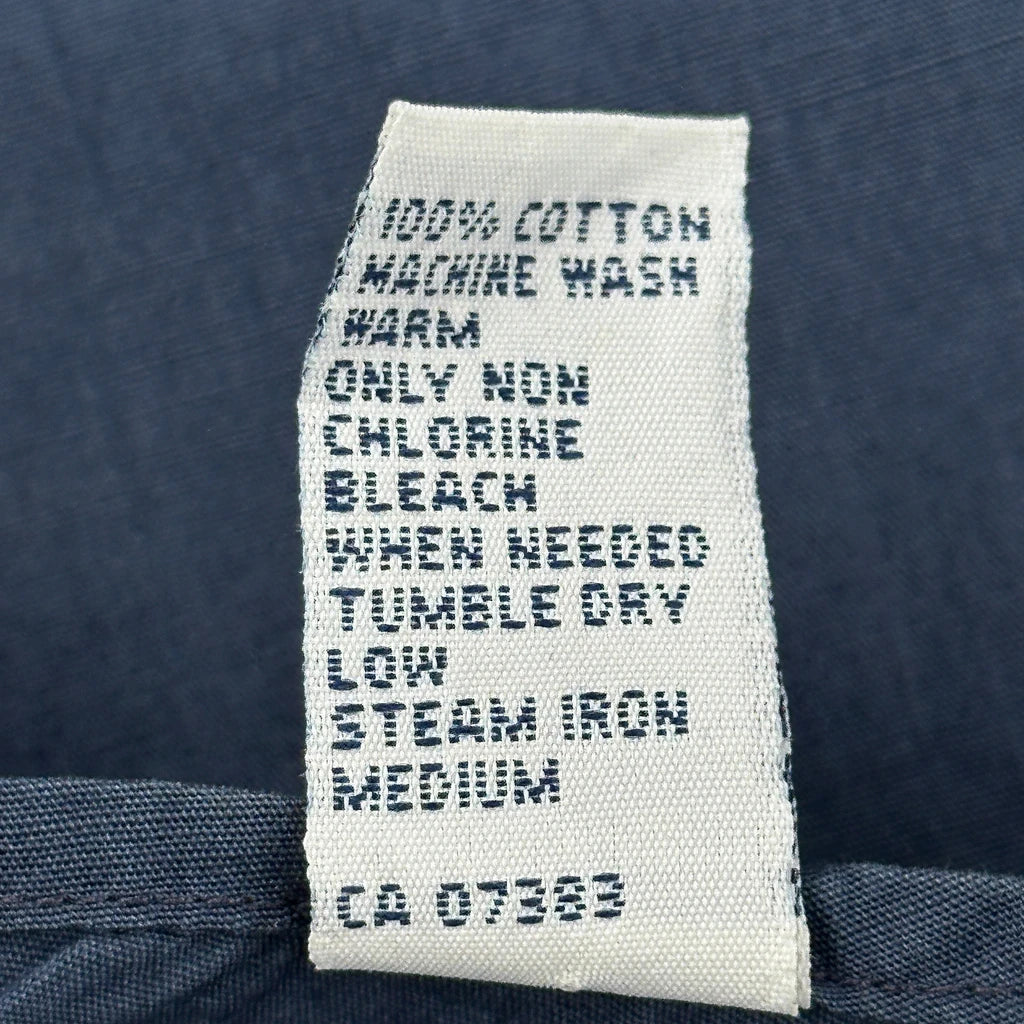 100% COTTON
MACHINE WASH
WARM
ONLY NON
CHLORINE
BLEACH
WHEN NEEDED
TUMBLE DRY
LOW
STEAM IRON
MEDIUM
CA 07383